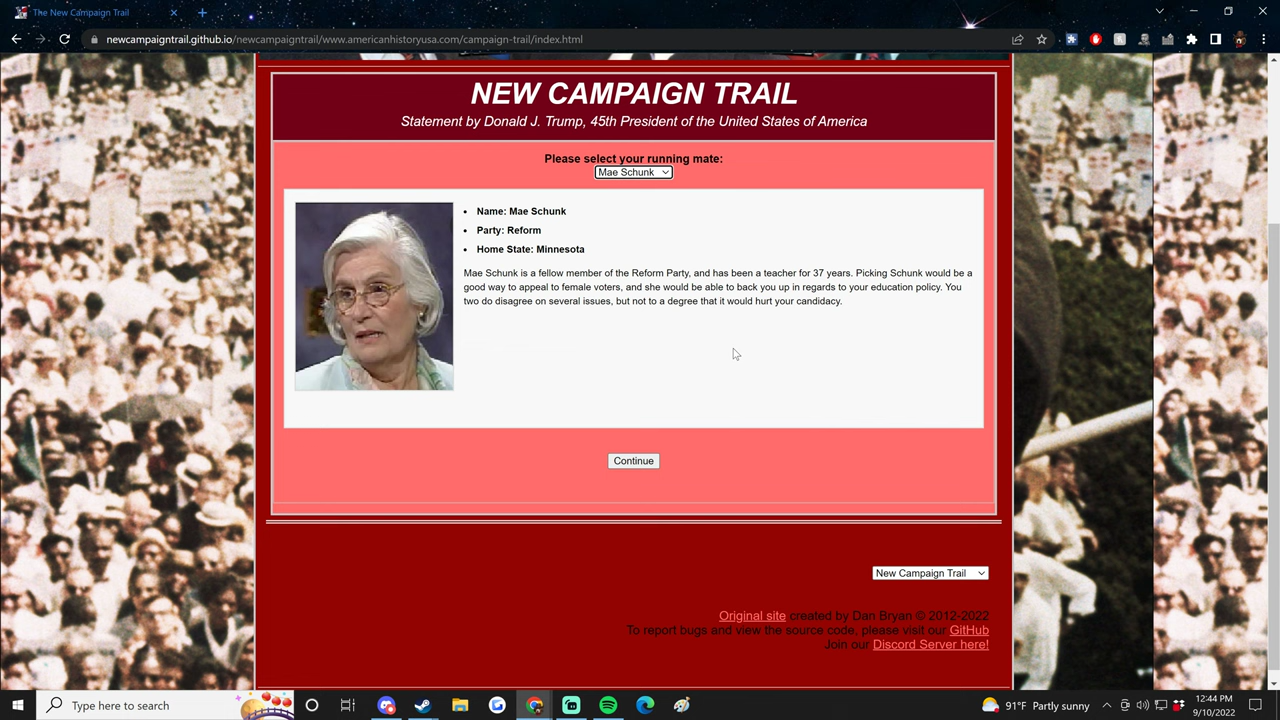 The New Campaign Trail
newcampaigntrail.github.io/newcampaigntrail/www.americanhistoryusa.com/campaign-trail/index.html
NEW CAMPAIGN TRAIL
Statement by Donald J. Trump, 45th President of the United States of America
Please select your running mate:
Mae Schunk
Name: Mae Schunk
Party: Reform
Home State: Minnesota
Mae Schunk is a fellow member of the Reform Party, and has been a teacher for 37 years. Picking Schunk would be a
good way to appeal to female voters, and she would be able to back you up in regards to your education policy. You
two do disagree on several issues, but not to a degree that it would hurt your candidacy.
Continue
New Campaign Trail
Original site created by Dan Bryan © 2012-2022
To report bugs and view the source code, please visit our GitHub
Join our Discord Server here!
Type here to search
91°F Partly sunny
12:44 PM
9/10/2022